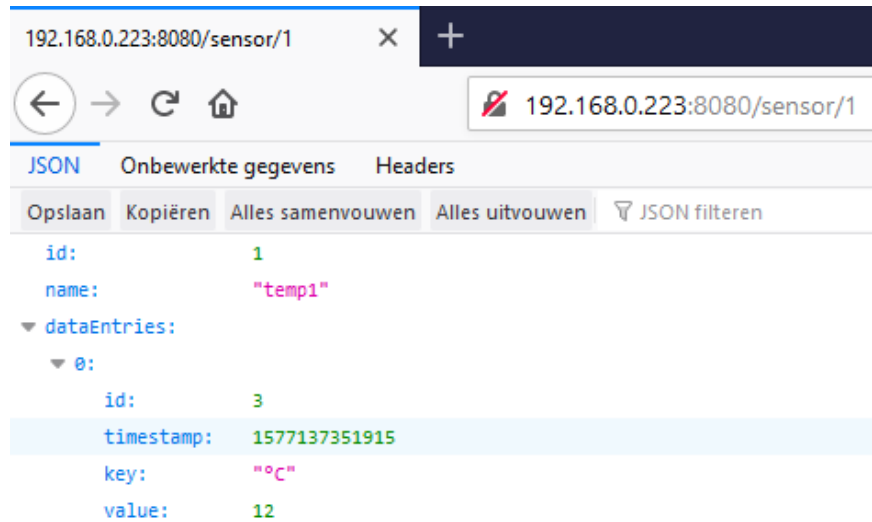 192.168.0.223:8080/sensor/1
192.168.0.223:8080/sensor/1
JSON Onbewerkte gegevens Headers
Opslaan Kopiëren Alles samenvouwen Alles uitvouwen JSON filteren
id: 1
name: "temp1"
dataEntries:
0:
id: 3
timestamp: 1577137351915
key: "°C"
value: 12